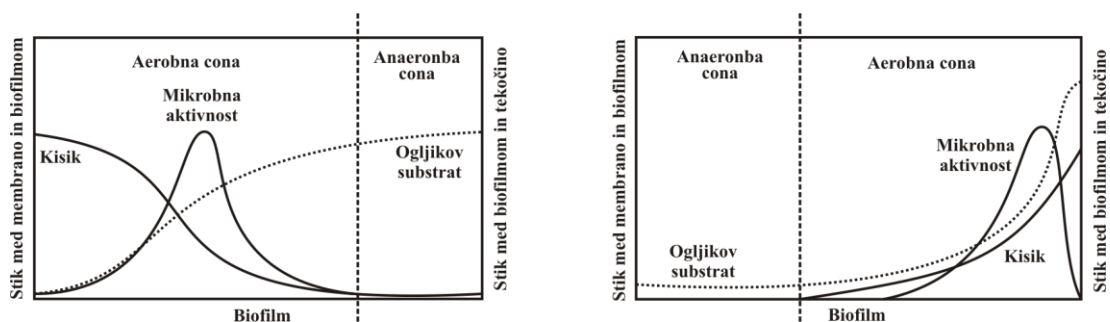 Stik med membrano in biofilmom
Aerobna cona
Anaeronba
cona
Mikrobna
aktivnost
Kisik
Ogljikov
substrat
Stik med biofilmom in tekočino
Biofilm
Stik med membrano in biofilmom
Anaeronba
cona
Aerobna cona
Mikrobna
aktivnost
Ogljikov
substrat
Kisik
Stik med biofilmom in tekočino
Biofilm